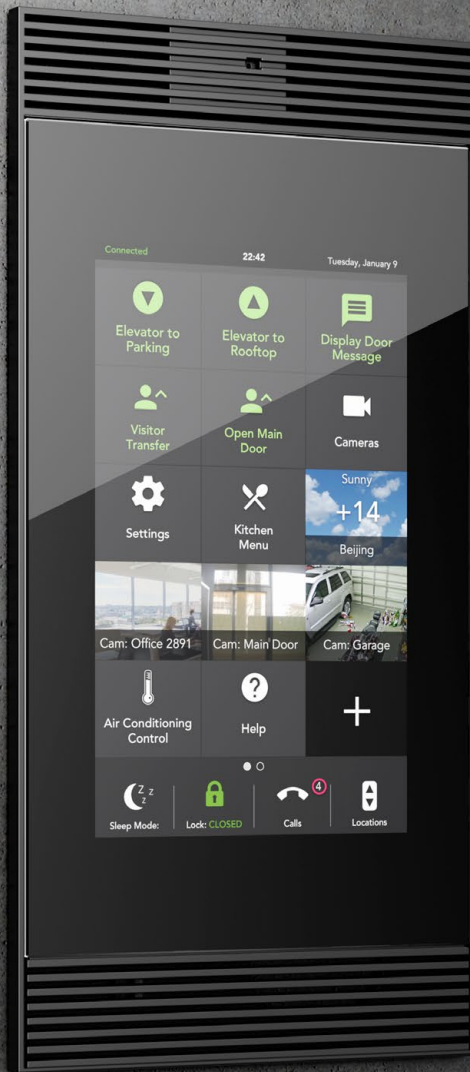 Connected 22:42 Tuesday, January 9
Elevator to
Parking
Elevator to
Rooftop
Display Door
Message
Visitor
Transfer
Open Main
Door
Cameras
Settings
Kitchen
Menu
Sunny
+14
Beijing
Cam: Office 2891
Cam: Main Door
Cam: Garage
Air Conditioning
Control
?
Help
+
Z z z
Sleep Mode:
Lock: CLOSED
4
Calls
Locations